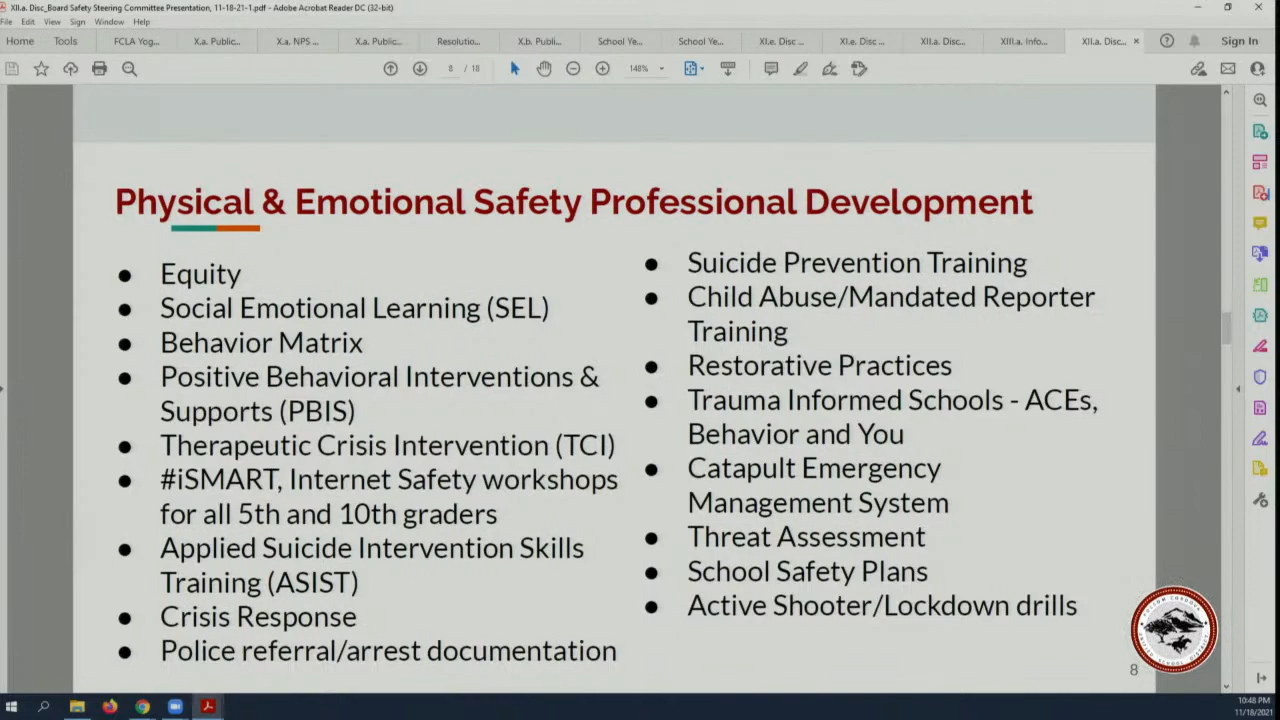 XII.a. Disc_Board Safety Steering Committee Presentation, 11-18-21-1.pdf - Adobe Acrobat Reader DC (32-bit)
File Edit View Sign Window Help
Home Tools FCLA Yog... X.a. Public... X.a. NPS ... X.a. Public... Resolutio... X.b. Publi... School Ye... School Ye... XI.e. Disc ... XI.e. Disc ... XII.a. Disc... XIII.a. Info... XII.a. Disc... × Sign In
8 / 18 148%
Physical & Emotional Safety Professional Development
● Equity
● Social Emotional Learning (SEL)
● Behavior Matrix
● Positive Behavioral Interventions &
Supports (PBIS)
● Therapeutic Crisis Intervention (TCI)
● #iSMART, Internet Safety workshops
for all 5th and 10th graders
● Applied Suicide Intervention Skills
Training (ASIST)
● Crisis Response
● Police referral/arrest documentation
● Suicide Prevention Training
● Child Abuse/Mandated Reporter
Training
● Restorative Practices
● Trauma Informed Schools - ACEs,
Behavior and You
● Catapult Emergency
Management System
● Threat Assessment
● School Safety Plans
● Active Shooter/Lockdown drills
8
10:48 PM
11/18/2021